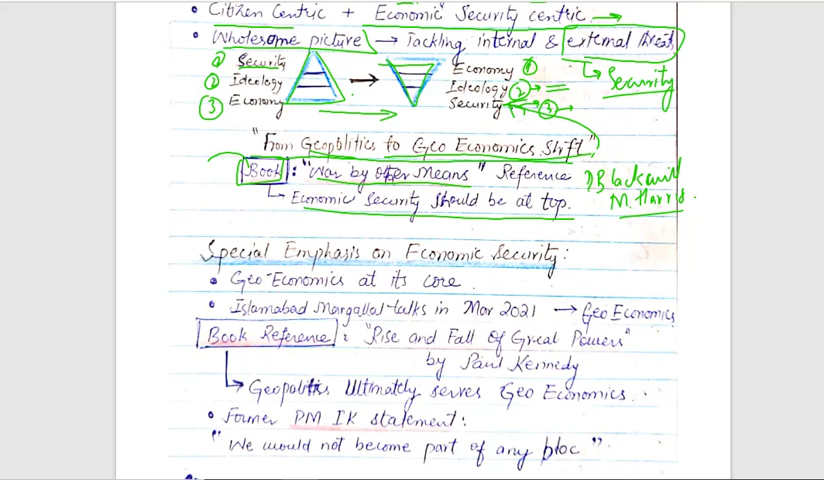 • Citizen Centric + Economic Security centric →
• Wholesome picture → Tackling internal & external threats
→ Security
① Security
② Ideology
③ Economy
Economy ①
Ideology ②
Security ③
"From Geopolitics to Geo Economics Shift"
Book: "War by other Means" Reference
Blackwill
M. Harris
Economic Security should be at top.
Special Emphasis on Economic Security:
• Geo-Economics at its core.
• Islamabad Margallal talks in Mar 2021 → Geo Economics
Book Reference: "Rise and Fall of Great Powers"
by Paul Kennedy
→ Geopolitics Ultimately serves Geo Economics.
• Former PM IK statement:
"We would not become part of any bloc".